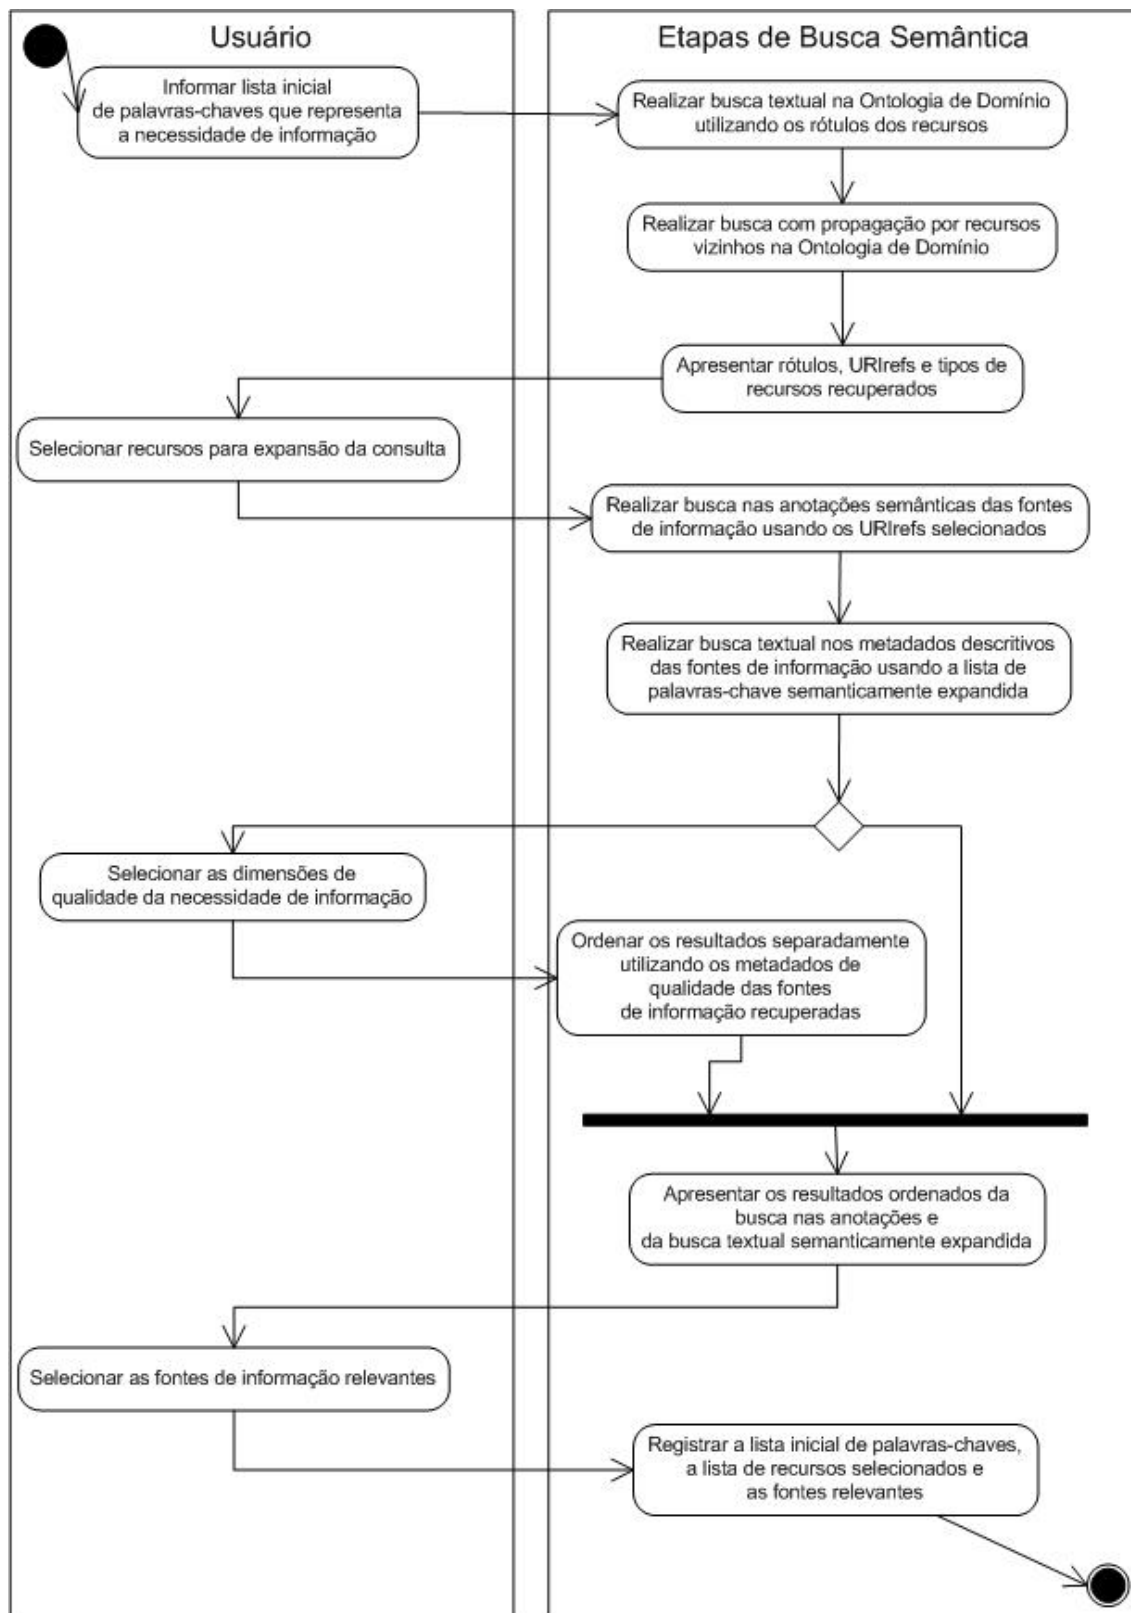 Usuário
Etapas de Busca Semântica
Informar lista inicial
de palavras-chaves que representa
a necessidade de informação
Realizar busca textual na Ontologia de Domínio
utilizando os rótulos dos recursos
Realizar busca com propagação por recursos
vizinhos na Ontologia de Domínio
Apresentar rótulos, URIrefs e tipos de
recursos recuperados
Selecionar recursos para expansão da consulta
Realizar busca nas anotações semânticas das fontes
de informação usando os URIrefs selecionados
Realizar busca textual nos metadados descritivos
das fontes de informação usando a lista de
palavras-chave semanticamente expandida
Selecionar as dimensões de
qualidade da necessidade de informação
Ordenar os resultados separadamente
utilizando os metadados de
qualidade das fontes
de informação recuperadas
Apresentar os resultados ordenados da
busca nas anotações e
da busca textual semanticamente expandida
Selecionar as fontes de informação relevantes
Registrar a lista inicial de palavras-chaves,
a lista de recursos selecionados e
as fontes relevantes